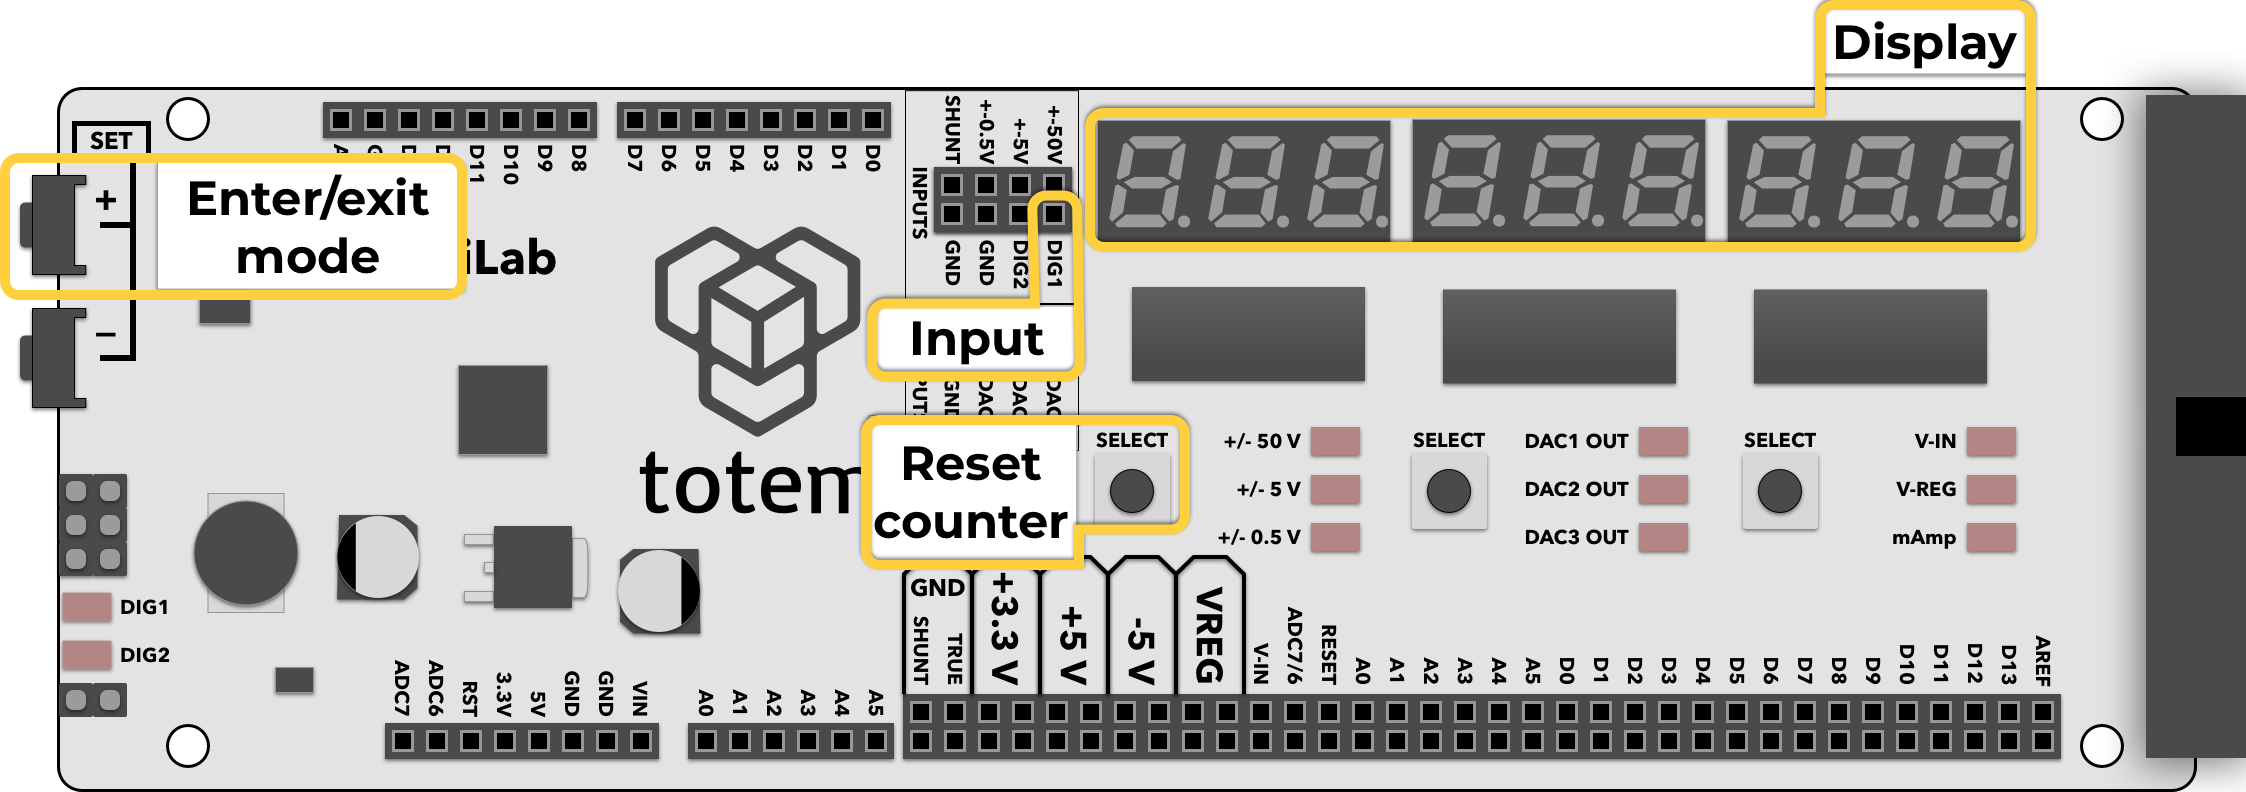 Display
SET
+
−
Enter/exit
mode
iLab
D11
D10
D9
D8
D7
D6
D5
D4
D3
D2
D1
D0
SHUNT
+-0.5V
+-5V
+-50V
INPUTS
GND
GND
DIG2
DIG1
Input
GND
DAC
DAC
DAC
totem
Reset
counter
SELECT
+/- 50 V
+/- 5 V
+/- 0.5 V
SELECT
DAC1 OUT
DAC2 OUT
DAC3 OUT
SELECT
V-IN
V-REG
mAmp
DIG1
DIG2
GND
SHUNT
TRUE
+3.3 V
+5 V
-5 V
VREG
V-IN
ADC7/6
RESET
A0
A1
A2
A3
A4
A5
D0
D1
D2
D3
D4
D5
D6
D7
D8
D9
D10
D11
D12
D13
AREF
ADC7
ADC6
RST
3.3V
5V
GND
GND
VIN
A0
A1
A2
A3
A4
A5